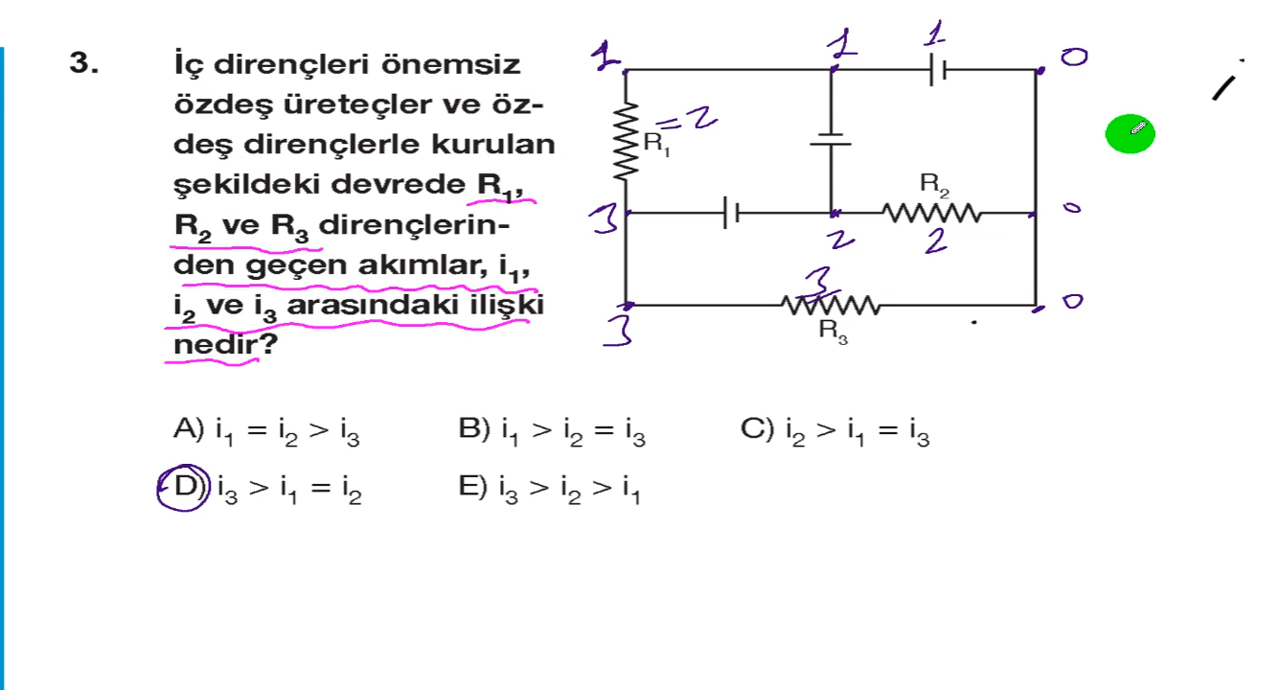 3. İç dirençleri önemsiz
özdeş üreteçler ve öz-
deş dirençlerle kurulan
şekildeki devrede R₁,
R₂ ve R₃ dirençlerin-
den geçen akımlar, i₁,
i₂ ve i₃ arasındaki ilişki
nedir?
1 1 1 0
R₁ = 2
R₂
3 2 2 0
3 3 0
R₃
A) i₁ = i₂ > i₃ B) i₁ > i₂ = i₃ C) i₂ > i₁ = i₃
D) i₃ > i₁ = i₂ E) i₃ > i₂ > i₁